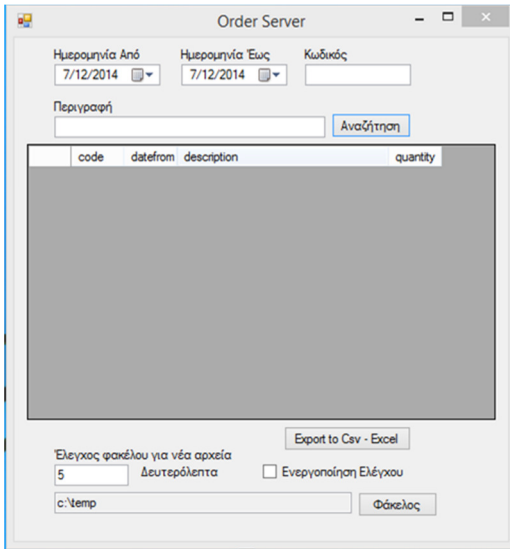 Order Server
Ημερομηνία Από Ημερομηνία Έως Κωδικός
7/12/2014 7/12/2014
Περιγραφή
Αναζήτηση
code datefrom description quantity
Export to Csv - Excel
Έλεγχος φακέλου για νέα αρχεία
5 Δευτερόλεπτα Ενεργοποίηση Ελέγχου
c:\temp Φάκελος